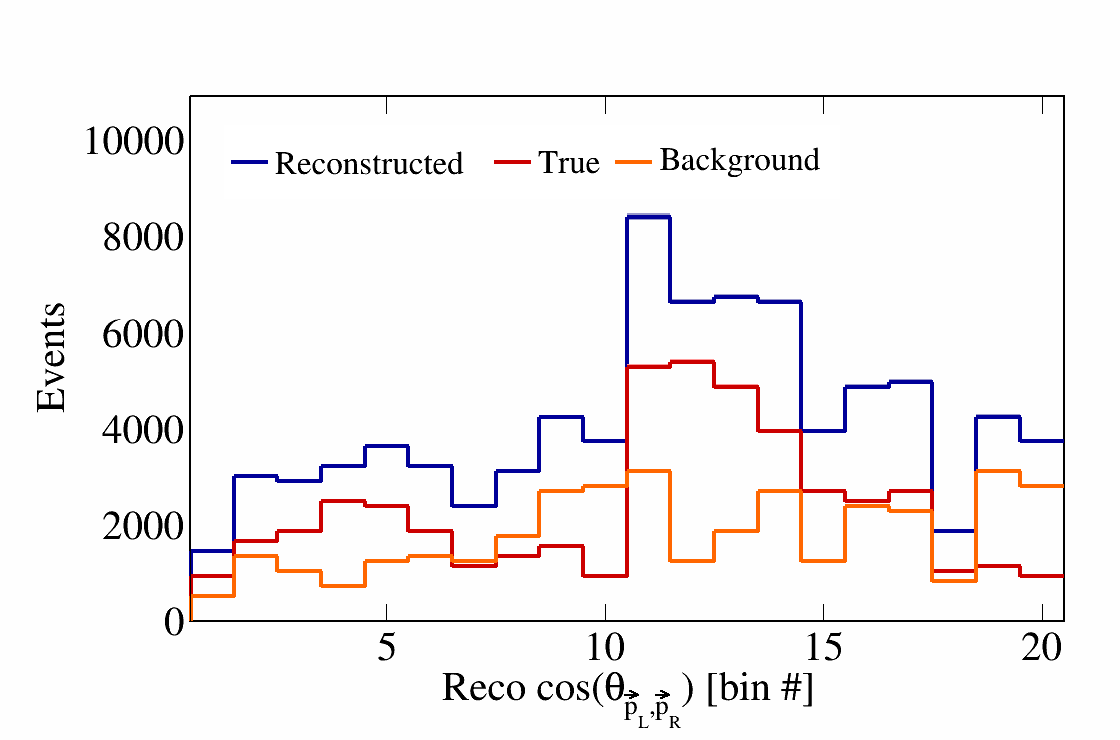 10000
8000
6000
4000
2000
0
Events
Reconstructed True Background
5 10 15 20
Reco cos(θp⃗L,p⃗R) [bin #]